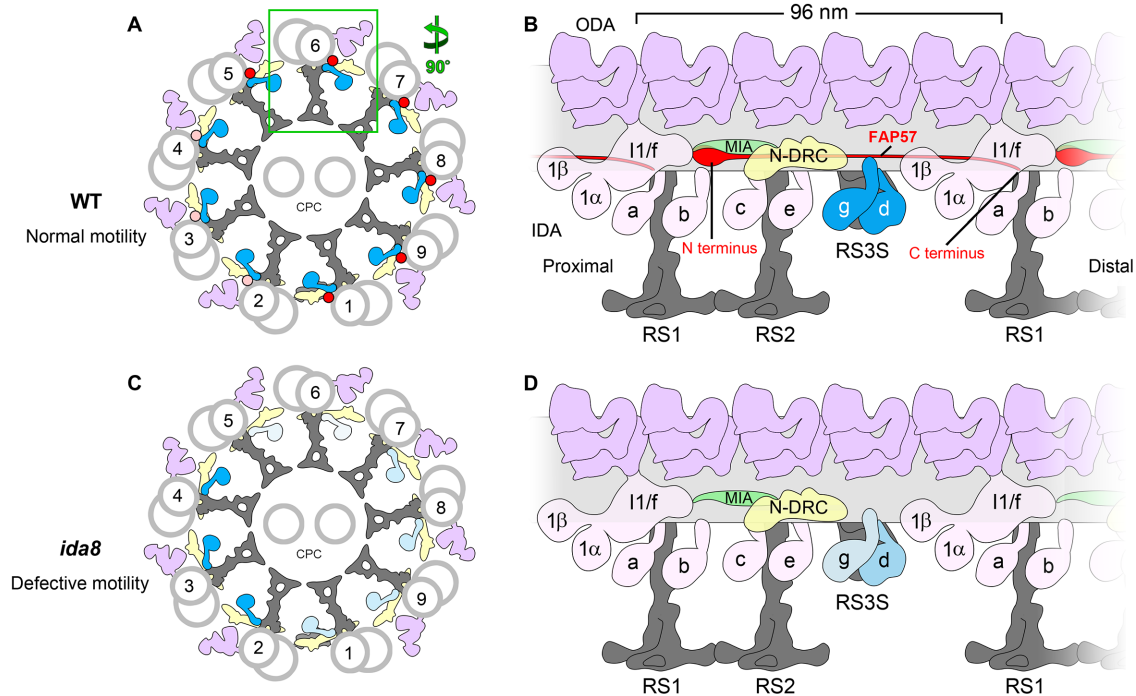 A
6
90°
5
7
4
8
CPC
WT
Normal motility
3
9
2
1
B
ODA
96 nm
FAP57
MIA
N-DRC
I1/f
I1/f
1β
1β
1α
1α
a
b
c
e
g
d
a
b
IDA
N terminus
RS3S
C terminus
Proximal
Distal
RS1
RS2
RS1
C
6
5
7
4
8
CPC
ida8
Defective motility
3
9
2
1
D
I1/f
MIA
N-DRC
I1/f
1β
1β
1α
1α
a
b
c
e
g
d
a
b
RS3S
RS1
RS2
RS1